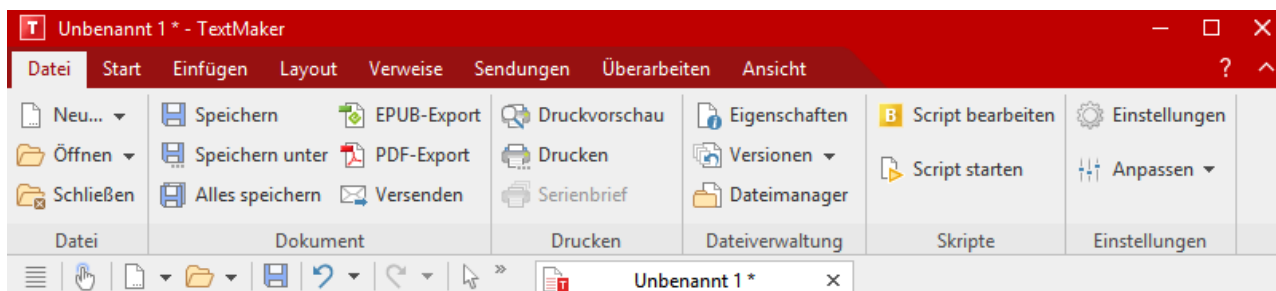 T Unbenannt 1 * - TextMaker
Datei Start Einfügen Layout Verweise Sendungen Überarbeiten Ansicht ?
Neu... Speichern EPUB-Export Druckvorschau Eigenschaften B Script bearbeiten Einstellungen
Öffnen Speichern unter PDF-Export Drucken Versionen Script starten Anpassen
Schließen Alles speichern Versenden Serienbrief Dateimanager
Datei Dokument Drucken Dateiverwaltung Skripte Einstellungen
» T Unbenannt 1 *